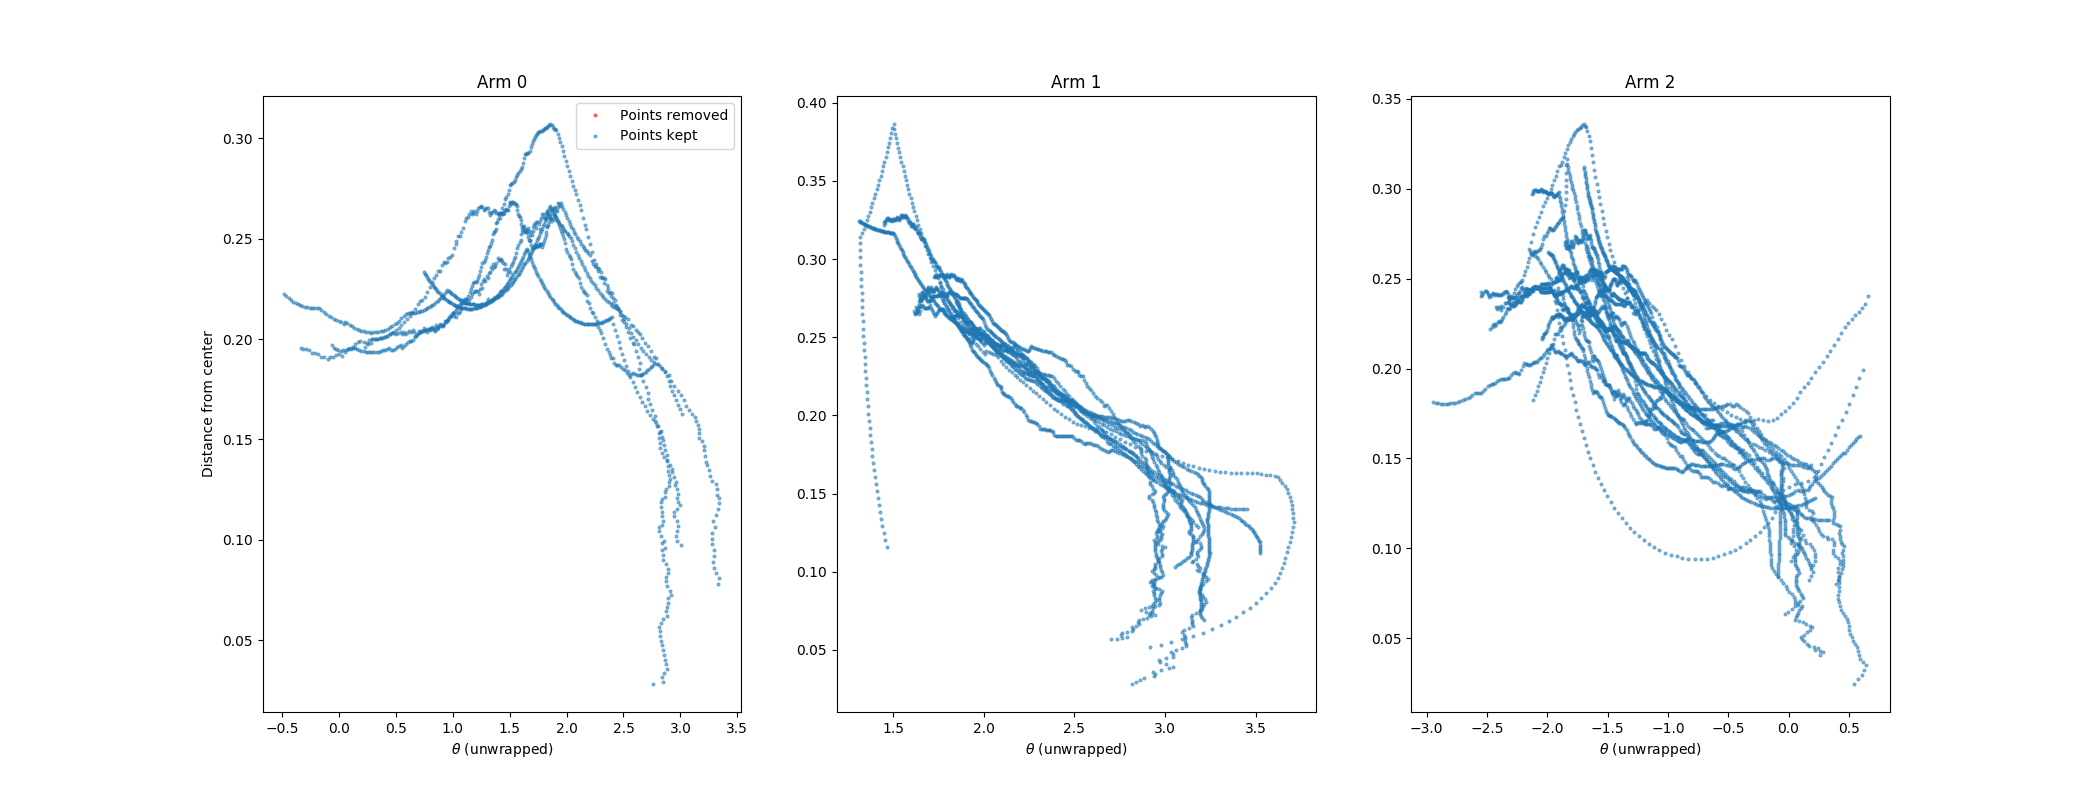 Arm 0
Points removed
Points kept
0.30
0.25
0.20
0.15
0.10
0.05
Distance from center
−0.5 0.0 0.5 1.0 1.5 2.0 2.5 3.0 3.5
θ (unwrapped)
Arm 1
0.40
0.35
0.30
0.25
0.20
0.15
0.10
0.05
1.5 2.0 2.5 3.0 3.5
θ (unwrapped)
Arm 2
0.35
0.30
0.25
0.20
0.15
0.10
0.05
−3.0 −2.5 −2.0 −1.5 −1.0 −0.5 0.0 0.5
θ (unwrapped)